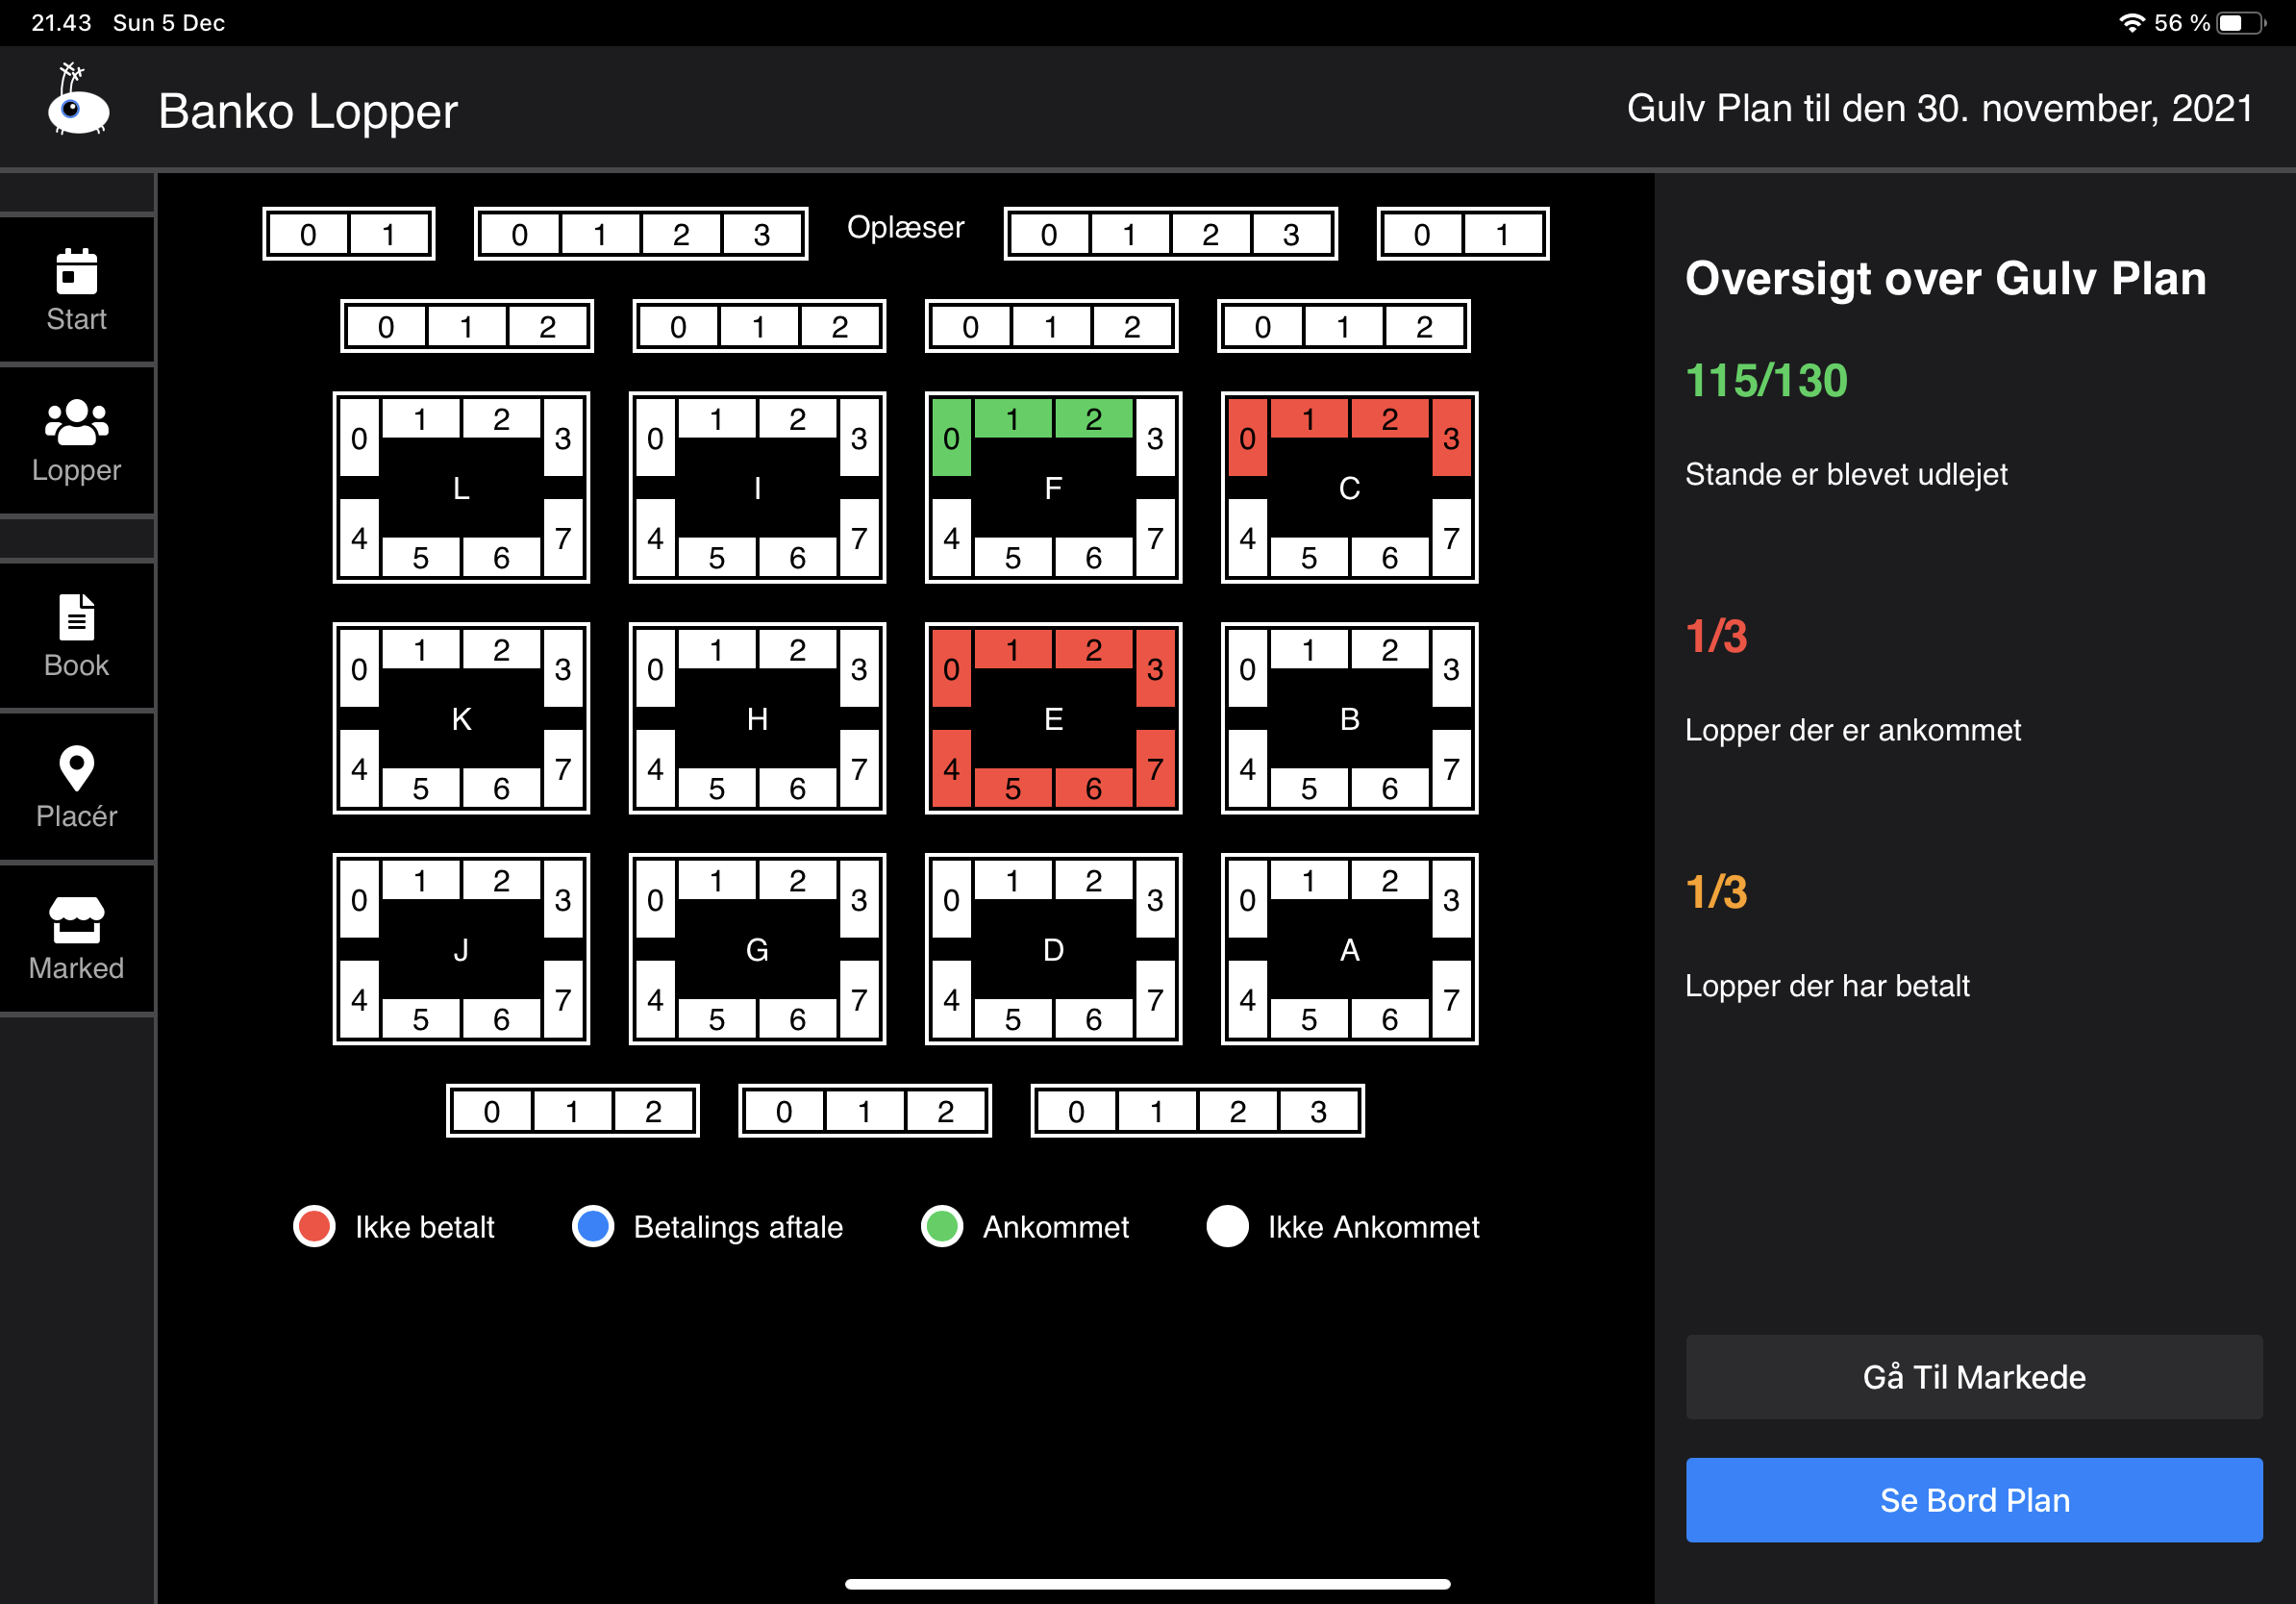 21.43 Sun 5 Dec 56 %
Banko Lopper
Gulv Plan til den 30. november, 2021
Start
Lopper
Book
Placér
Marked
0 1 0 1 2 3 Oplæser 0 1 2 3 0 1
0 1 2 0 1 2 0 1 2 0 1 2
0 1 2 3 0 1 2 3 0 1 2 3 0 1 2 3
L I F C
4 5 6 7 4 5 6 7 4 5 6 7 4 5 6 7
0 1 2 3 0 1 2 3 0 1 2 3 0 1 2 3
K H E B
4 5 6 7 4 5 6 7 4 5 6 7 4 5 6 7
0 1 2 3 0 1 2 3 0 1 2 3 0 1 2 3
J G D A
4 5 6 7 4 5 6 7 4 5 6 7 4 5 6 7
0 1 2 0 1 2 0 1 2 3
Ikke betalt Betalings aftale Ankommet Ikke Ankommet
Oversigt over Gulv Plan
115/130
Stande er blevet udlejet
1/3
Lopper der er ankommet
1/3
Lopper der har betalt
Gå Til Markede
Se Bord Plan